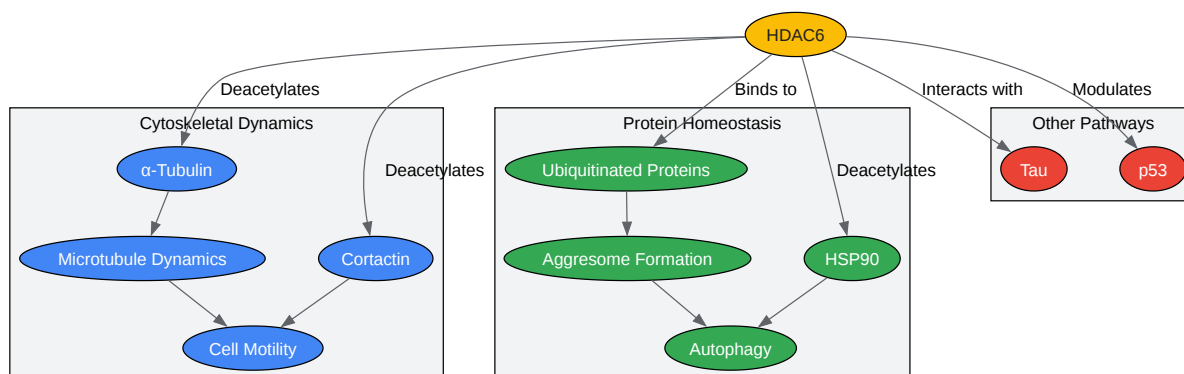 HDAC6
Deacetylates
Binds to
Interacts with
Modulates
Cytoskeletal Dynamics
Protein Homeostasis
Other Pathways
α-Tubulin
Deacetylates
Ubiquitinated Proteins
Deacetylates
Tau
p53
Microtubule Dynamics
Cortactin
Aggresome Formation
HSP90
Cell Motility
Autophagy